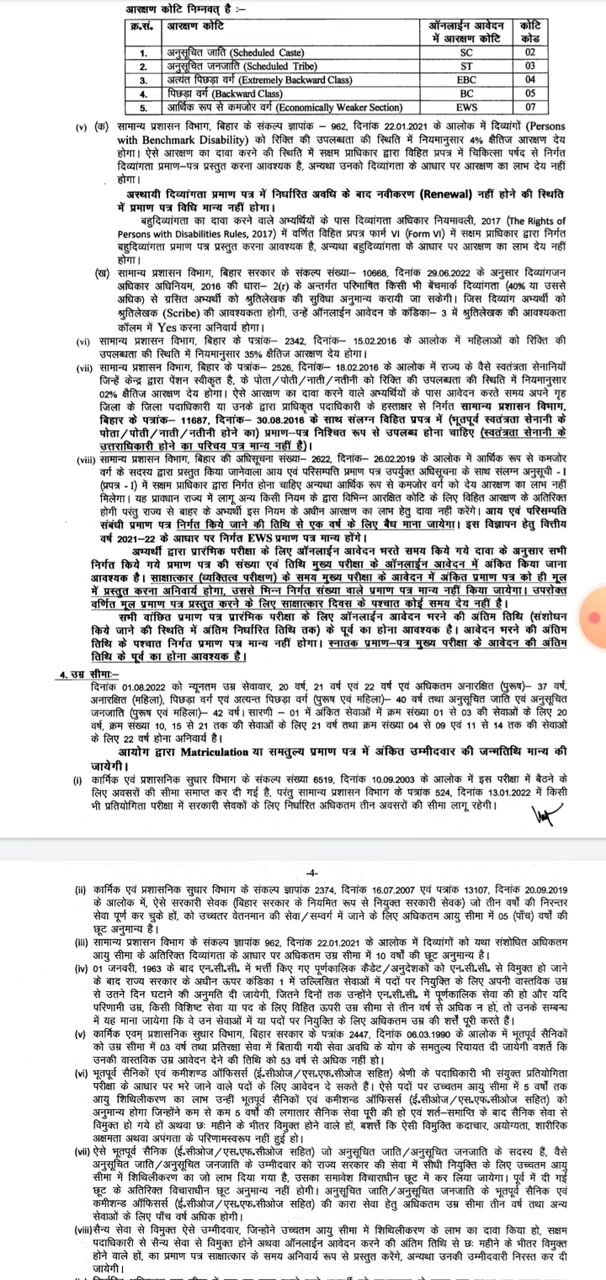 आरक्षण कोटि निम्नवत् है :–
क्र.सं. आरक्षण कोटि ऑनलाईन आवेदन में आरक्षण कोटि कोटि कोड
1. अनुसूचित जाति (Scheduled Caste) SC 02
2. अनुसूचित जनजाति (Scheduled Tribe) ST 03
3. अत्यंत पिछड़ा वर्ग (Extremely Backward Class) EBC 04
4. पिछड़ा वर्ग (Backward Class) BC 05
5. आर्थिक रूप से कमजोर वर्ग (Economically Weaker Section) EWS 07
(v) (क) सामान्य प्रशासन विभाग, बिहार के संकल्प ज्ञापांक – 962, दिनांक 22.01.2021 के आलोक में दिव्यांगों (Persons
with Benchmark Disability) को रिक्ति की उपलब्धता की स्थिति में नियमानुसार 4% क्षैतिज आरक्षण देय
होगा। ऐसे आरक्षण का दावा करने की स्थिति में सक्षम प्राधिकार द्वारा विहित प्रपत्र में चिकित्सा पर्षद से निर्गत
दिव्यांगता प्रमाण–पत्र प्रस्तुत करना आवश्यक है, अन्यथा उनको दिव्यांगता के आधार पर आरक्षण का लाभ देय नहीं
होगा।
अस्थायी दिव्यांगता प्रमाण पत्र में निर्धारित अवधि के बाद नवीकरण (Renewal) नहीं होने की स्थिति
में प्रमाण पत्र विधि मान्य नहीं होगा।
बहुदिव्यांगता का दावा करने वाले अभ्यर्थियों के पास दिव्यांगता अधिकार नियमावली, 2017 (The Rights of
Persons with Disabilities Rules, 2017) में वर्णित विहित प्रपत्र फार्म VI (Form VI) में सक्षम प्राधिकार द्वारा निर्गत
बहुदिव्यांगता प्रमाण पत्र प्रस्तुत करना आवश्यक है, अन्यथा बहुदिव्यांगता के आधार पर आरक्षण का लाभ देय नहीं
होगा।
(ख) सामान्य प्रशासन विभाग, बिहार सरकार के संकल्प संख्या– 10668, दिनांक 29.06.2022 के अनुसार दिव्यांगजन
अधिकार अधिनियम, 2016 की धारा– 2(r) के अन्तर्गत परिभाषित किसी भी बेंचमार्क दिव्यांगता (40% या उससे
अधिक) से ग्रसित अभ्यर्थी को श्रुतिलेखक की सुविधा अनुमान्य करायी जा सकेगी। जिस दिव्यांग अभ्यर्थी को
श्रुतिलेखक (Scribe) की आवश्यकता होगी, उन्हें ऑनलाईन आवेदन के कंडिका– 3 में श्रुतिलेखक की आवश्यकता
कॉलम में Yes करना अनिवार्य होगा।
(vi) सामान्य प्रशासन विभाग, बिहार के पत्रांक– 2342, दिनांक– 15.02.2016 के आलोक में महिलाओं को रिक्ति की
उपलब्धता की स्थिति में नियमानुसार 35% क्षैतिज आरक्षण देय होगा।
(vii) सामान्य प्रशासन विभाग, बिहार के पत्रांक– 2526, दिनांक– 18.02.2016 के आलोक में राज्य के वैसे स्वतंत्रता सेनानियों
जिन्हें केन्द्र द्वारा पेंशन स्वीकृत है, के पोता/पोती/नाती/नतीनी को रिक्ति की उपलब्धता की स्थिति में नियमानुसार
02% क्षैतिज आरक्षण देय होगा। ऐसे आरक्षण का दावा करने वाले अभ्यर्थियों के पास आवेदन करते समय अपने गृह
जिला के जिला पदाधिकारी या उनके द्वारा प्राधिकृत पदाधिकारी के हस्ताक्षर से निर्गत सामान्य प्रशासन विभाग,
बिहार के पत्रांक– 11687, दिनांक– 30.08.2016 के साथ संलग्न विहित प्रपत्र में (भूतपूर्व स्वतंत्रता सेनानी के
पोता/पोती/नाती/नतीनी होने का) प्रमाण–पत्र निश्चित रूप से उपलब्ध होना चाहिए (स्वतंत्रता सेनानी के
उत्तराधिकारी होने का परिचय पत्र मान्य नहीं है)।
(viii) सामान्य प्रशासन विभाग, बिहार की अधिसूचना संख्या– 2622, दिनांक– 26.02.2019 के आलोक में आर्थिक रूप से कमजोर
वर्ग के सदस्य द्वारा प्रस्तुत किया जानेवाला आय एवं परिसम्पत्ति प्रमाण पत्र उपर्युक्त अधिसूचना के साथ संलग्न अनुसूची - I
(प्रपत्र - I) में सक्षम प्राधिकार द्वारा निर्गत होना चाहिए अन्यथा आर्थिक रूप से कमजोर वर्ग को देय आरक्षण का लाभ नहीं
मिलेगा। यह प्रावधान राज्य में लागू अन्य किसी नियम के द्वारा विभिन्न आरक्षित कोटि के लिए विहित आरक्षण के अतिरिक्त
होगी परंतु राज्य से बाहर के अभ्यर्थी इस नियम के अधीन आरक्षण का लाभ हेतु दावा नहीं करेंगे। आय एवं परिसम्पति
संबंधी प्रमाण पत्र निर्गत किये जाने की तिथि से एक वर्ष के लिए वैध माना जायेगा। इस विज्ञापन हेतु वित्तीय
वर्ष 2021–22 के आधार पर निर्गत EWS प्रमाण पत्र मान्य होंगे।
अभ्यर्थी द्वारा प्रारंभिक परीक्षा के लिए ऑनलाईन आवेदन भरते समय किये गये दावा के अनुसार सभी
निर्गत किये गये प्रमाण पत्र की संख्या एवं तिथि मुख्य परीक्षा के ऑनलाईन आवेदन में अंकित किया जाना
आवश्यक है। साक्षात्कार (व्यक्तित्व परीक्षण) के समय मुख्य परीक्षा के आवेदन में अंकित प्रमाण पत्र को ही मूल
में प्रस्तुत करना अनिवार्य होगा, उससे भिन्न निर्गत संख्या वाले प्रमाण पत्र मान्य नहीं किया जायेगा। उपरोक्त
वर्णित मूल प्रमाण पत्र प्रस्तुत करने के लिए साक्षात्कार दिवस के पश्चात कोई समय देय नहीं है।
सभी वांछित प्रमाण पत्र प्रारंभिक परीक्षा के लिए ऑनलाईन आवेदन भरने की अंतिम तिथि (संशोधन
किये जाने की स्थिति में अंतिम निर्धारित तिथि तक) के पूर्व का होना आवश्यक है। आवेदन भरने की अंतिम
तिथि के पश्चात निर्गत प्रमाण पत्र मान्य नहीं होगा। स्नातक प्रमाण–पत्र मुख्य परीक्षा के आवेदन की अंतिम
तिथि के पूर्व का होना आवश्यक है।
4. उम्र सीमाः–
दिनांक 01.08.2022 को न्यूनतम उम्र सेवावार, 20 वर्ष, 21 वर्ष एवं 22 वर्ष एवं अधिकतम अनारक्षित (पुरूष)– 37 वर्ष,
अनारक्षित (महिला), पिछड़ा वर्ग एवं अत्यन्त पिछड़ा वर्ग (पुरूष एवं महिला)– 40 वर्ष तथा अनुसूचित जाति एवं अनुसूचित
जनजाति (पुरूष एवं महिला)– 42 वर्ष। सारणी – 01 में अंकित सेवाओं में क्रम संख्या 01 से 03 की सेवाओं के लिए 20
वर्ष, क्रम संख्या 10, 15 से 21 तक की सेवाओं के लिए 21 वर्ष तथा क्रम संख्या 04 से 09 एवं 11 से 14 तक की सेवाओं
के लिए 22 वर्ष होना अनिवार्य है।
आयोग द्वारा Matriculation या समतुल्य प्रमाण पत्र में अंकित उम्मीदवार की जन्मतिथि मान्य की
जायेगी।
(i) कार्मिक एवं प्रशासनिक सुधार विभाग के संकल्प संख्या 6519, दिनांक 10.09.2003 के आलोक में इस परीक्षा में बैठने के
लिए अवसरों की सीमा समाप्त कर दी गई है, परंतु सामान्य प्रशासन विभाग के पत्रांक 524, दिनांक 13.01.2022 में किसी
भी प्रतियोगिता परीक्षा में सरकारी सेवकों के लिए निर्धारित अधिकतम तीन अवसरों की सीमा लागू रहेगी।
-4-
(ii) कार्मिक एवं प्रशासनिक सुधार विभाग के संकल्प ज्ञापांक 2374, दिनांक 16.07.2007 एवं पत्रांक 13107, दिनांक 20.09.2019
के आलोक में, ऐसे सरकारी सेवक (बिहार सरकार के नियमित रूप से नियुक्त सरकारी सेवक) जो तीन वर्षों की निरन्तर
सेवा पूर्ण कर चुके हों, को उच्चतर वेतनमान की सेवा/सम्वर्ग में जाने के लिए अधिकतम आयु सीमा में 05 (पाँच) वर्षों की
छूट अनुमान्य है।
(iii) सामान्य प्रशासन विभाग के संकल्प ज्ञापांक 962, दिनांक 22.01.2021 के आलोक में दिव्यांगों को यथा संशोधित अधिकतम
आयु सीमा के अतिरिक्त दिव्यांगता के आधार पर अधिकतम उम्र सीमा में 10 वर्षों की छूट अनुमान्य है।
(iv) 01 जनवरी, 1963 के बाद एन.सी.सी. में भर्त्ती किए गए पूर्णकालिक कैडेट/अनुदेशकों को एन.सी.सी. से विमुक्त हो जाने
के बाद राज्य सरकार के अधीन ऊपर कंडिका 1 में उल्लिखित सेवाओं में पदों पर नियुक्ति के लिए अपनी वास्तविक उम्र
से उतने दिन घटाने की अनुमति दी जायेगी, जितने दिनों तक उन्होंने एन.सी.सी. में पूर्णकालिक सेवा की हो और यदि
परिणामी उम्र, किसी विशिष्ट सेवा या पद के लिए विहित ऊपरी उम्र सीमा से तीन वर्ष से अधिक न हो, तो उनके सम्बन्ध
में यह माना जायेगा कि वे उन सेवाओं में या पदों पर नियुक्ति के लिए अधिकतम उम्र की शर्त्तें पूरी करते हैं।
(v) कार्मिक एवम् प्रशासनिक सुधार विभाग, बिहार सरकार के पत्रांक 2447, दिनांक 06.03.1990 के आलोक में भूतपूर्व सैनिकों
को उम्र सीमा में 03 वर्ष तथा प्रतिरक्षा सेवा में बितायी गयी सेवा अवधि के योग के समतुल्य रियायत दी जायेगी वशर्ते कि
उनकी वास्तविक उम्र आवेदन देने की तिथि को 53 वर्ष से अधिक नहीं हो।
(vi) भूतपूर्व सैनिकों एवं कमीशण्ड ऑफिसर्स (ई.सीओज/एस.एफ.सीओज सहित) श्रेणी के पदाधिकारी भी संयुक्त प्रतियोगिता
परीक्षा के आधार पर भरे जाने वाले पदों के लिए आवेदन दे सकते हैं। ऐसे पदों पर उच्चतम आयु सीमा में 5 वर्षों तक
आयु शिथिलीकरण का लाभ उन्हीं भूतपूर्व सैनिकों एवं कमीशण्ड ऑफिसर्स (ई.सीओज/एस.एफ.सीओज सहित) को
अनुमान्य होगा जिन्होंने कम से कम 5 वर्षों की लगातार सैनिक सेवा पूरी की हो एवं शर्त–समाप्ति के बाद सैनिक सेवा से
विमुक्त हो गये हों अथवा छः महीने के भीतर विमुक्त होने वाले हों, बशर्त्ते कि ऐसी विमुक्ति कदाचार, अयोग्यता, शारीरिक
अक्षमता अथवा अपंगता के परिणामस्वरूप नहीं हुई हो।
(vii) ऐसे भूतपूर्व सैनिक (ई.सीओज/एस.एफ.सीओज सहित) जो अनुसूचित जाति/अनुसूचित जनजाति के सदस्य हैं, वैसे
अनुसूचित जाति/अनुसूचित जनजाति के उम्मीदवार को राज्य सरकार की सेवा में सीधी नियुक्ति के लिए उच्चतम आयु
सीमा में शिथिलीकरण का जो लाभ दिया गया है, उसका समावेश विचाराधीन छूट में कर लिया जायेगा। पूर्व में दी गई
छूट के अतिरिक्त विचाराधीन छूट अनुमान्य नहीं होगी। अनुसूचित जाति/अनुसूचित जनजाति के भूतपूर्व सैनिक एवं
कमीशण्ड ऑफिसर्स (ई.सीओज/एस.एफ.सीओज सहित) की कारा सेवा हेतु अधिकतम उम्र सीमा तीन वर्ष तथा अन्य
सेवाओं के लिए पाँच वर्ष अधिक होगी।
(viii) सैन्य सेवा से विमुक्त ऐसे उम्मीदवार, जिन्होंने उच्चतम आयु सीमा में शिथिलीकरण के लाभ का दावा किया हो, सक्षम
पदाधिकारी से सैन्य सेवा से विमुक्त होने अथवा ऑनलाईन आवेदन करने की अंतिम तिथि से छः महीने के भीतर विमुक्त
होने वाले हों, का प्रमाण पत्र साक्षात्कार के समय अनिवार्य रूप से प्रस्तुत करेंगे, अन्यथा उनकी उम्मीदवारी निरस्त कर दी
जायेगी।